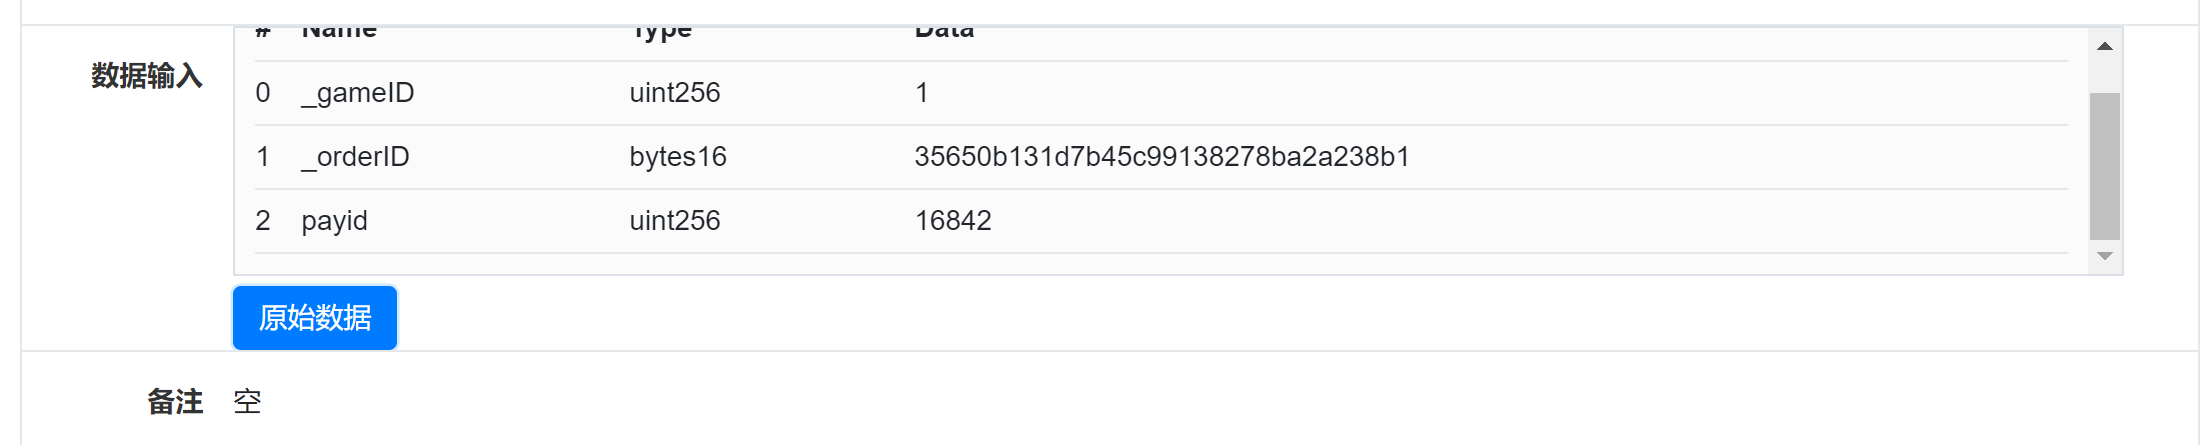 # Name Type Data
数据输入
0 _gameID uint256 1
1 _orderID bytes16 35650b131d7b45c99138278ba2a238b1
2 payid uint256 16842
原始数据
备注 空